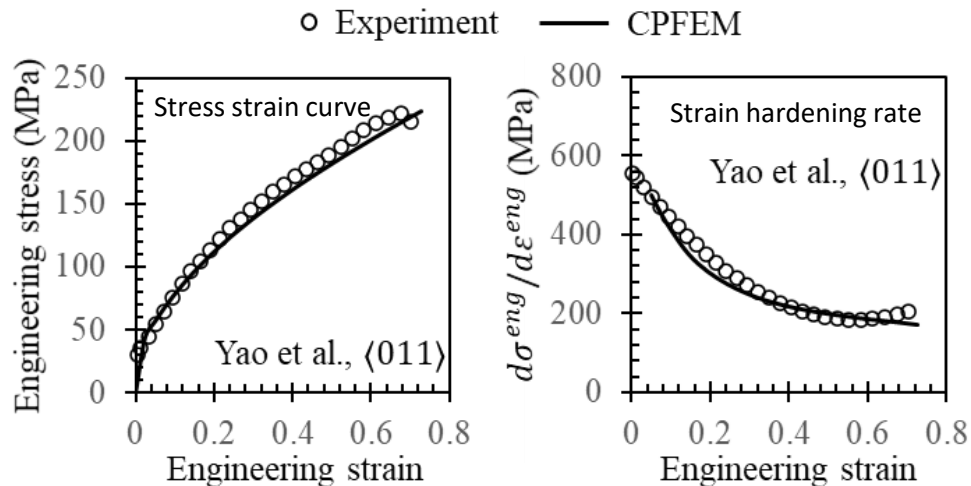 Experiment CPFEM
Engineering stress (MPa)
250
200
150
100
50
0
Stress strain curve
Yao et al., ⟨011⟩
0 0.2 0.4 0.6 0.8
Engineering strain
dσ^eng/dε^eng (MPa)
800
600
400
200
0
Strain hardening rate
Yao et al., ⟨011⟩
0 0.2 0.4 0.6 0.8
Engineering strain